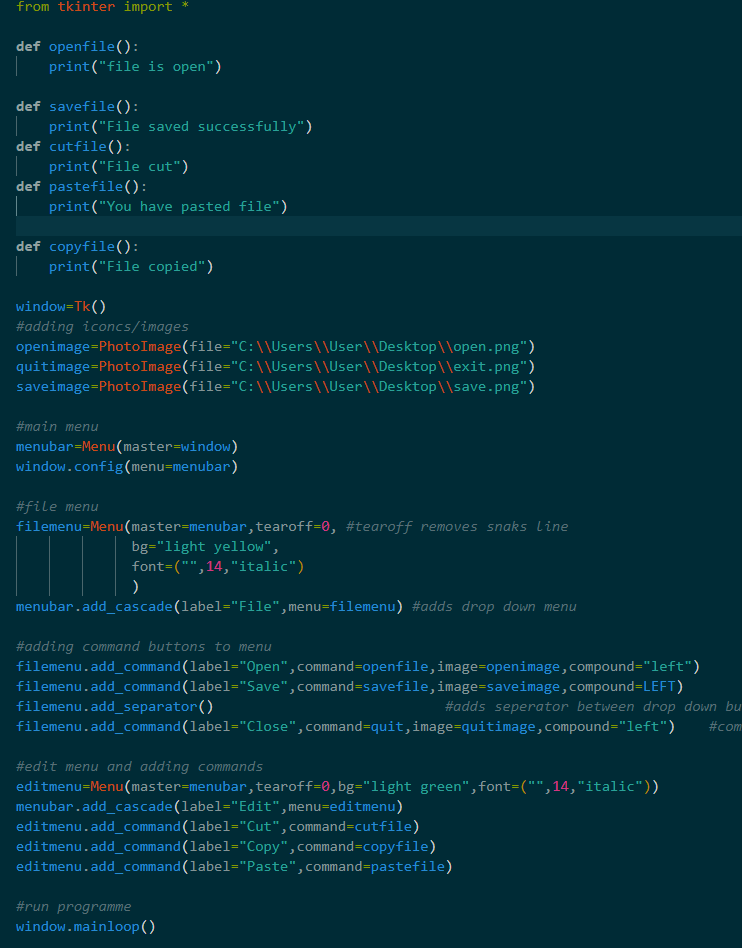 from tkinter import *
def openfile():
print("file is open")
def savefile():
print("File saved successfully")
def cutfile():
print("File cut")
def pastefile():
print("You have pasted file")
def copyfile():
print("File copied")
window=Tk()
#adding iconcs/images
openimage=PhotoImage(file="C:\\Users\\User\\Desktop\\open.png")
quitimage=PhotoImage(file="C:\\Users\\User\\Desktop\\exit.png")
saveimage=PhotoImage(file="C:\\Users\\User\\Desktop\\save.png")
#main menu
menubar=Menu(master=window)
window.config(menu=menubar)
#file menu
filemenu=Menu(master=menubar,tearoff=0, #tearoff removes snaks line
bg="light yellow",
font=("",14,"italic")
)
menubar.add_cascade(label="File",menu=filemenu) #adds drop down menu
#adding command buttons to menu
filemenu.add_command(label="Open",command=openfile,image=openimage,compound="left")
filemenu.add_command(label="Save",command=savefile,image=saveimage,compound=LEFT)
filemenu.add_separator() #adds seperator between drop down bu
filemenu.add_command(label="Close",command=quit,image=quitimage,compound="left") #com
#edit menu and adding commands
editmenu=Menu(master=menubar,tearoff=0,bg="light green",font=("",14,"italic"))
menubar.add_cascade(label="Edit",menu=editmenu)
editmenu.add_command(label="Cut",command=cutfile)
editmenu.add_command(label="Copy",command=copyfile)
editmenu.add_command(label="Paste",command=pastefile)
#run programme
window.mainloop()